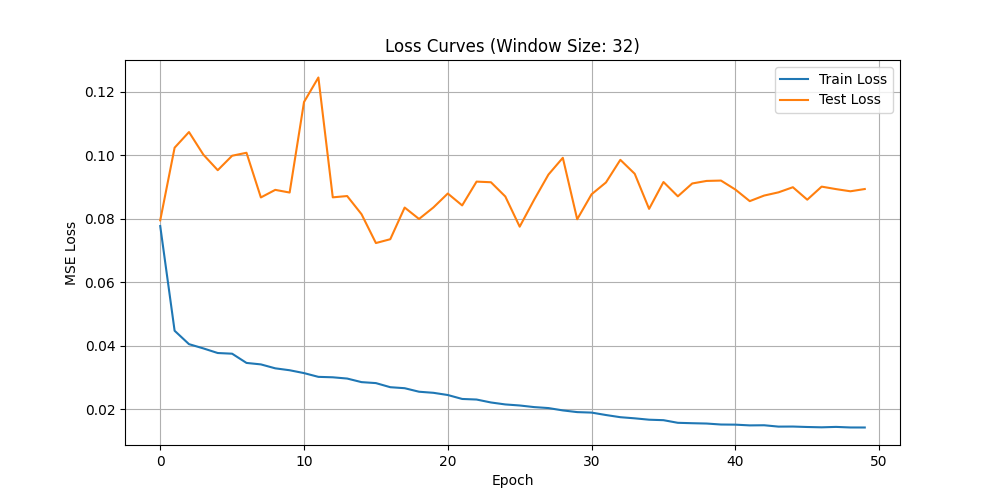 Loss Curves (Window Size: 32)
Train Loss
Test Loss
0.12
0.10
0.08
0.06
0.04
0.02
MSE Loss
0 10 20 30 40 50
Epoch